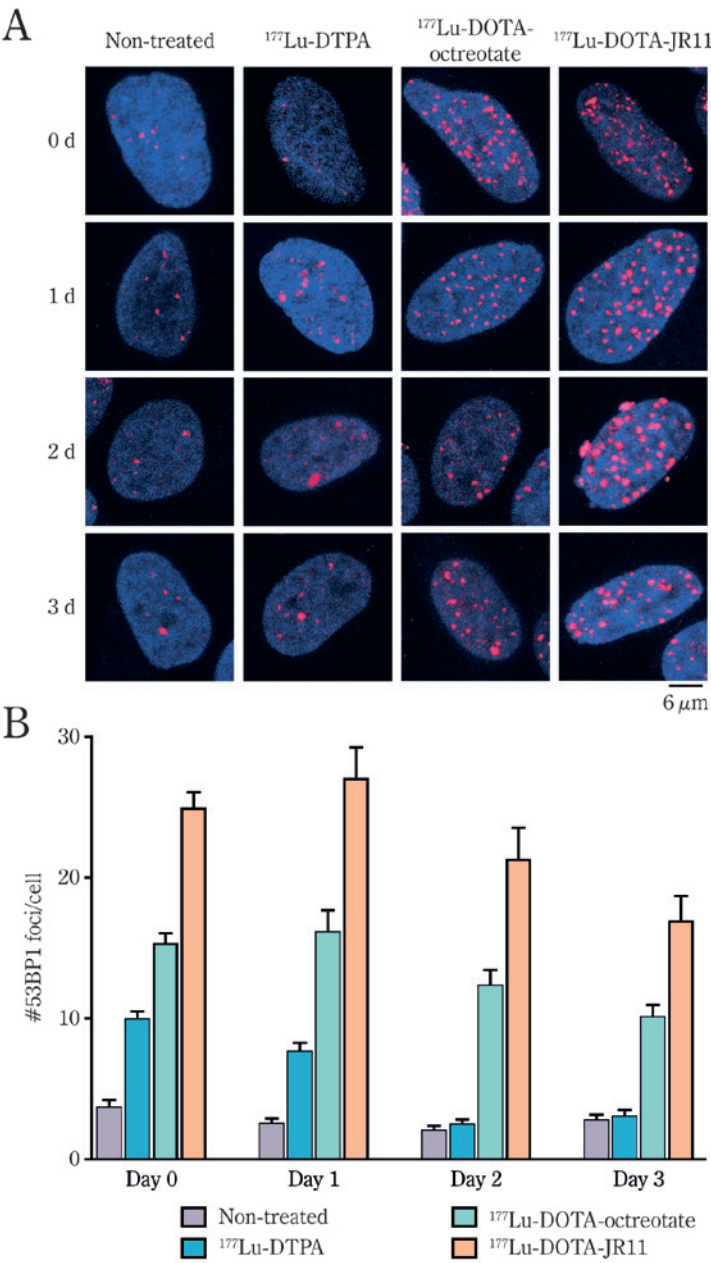 A
Non-treated
¹⁷⁷Lu-DTPA
¹⁷⁷Lu-DOTA-
octreotate
¹⁷⁷Lu-DOTA-JR11
0 d
1 d
2 d
3 d
6 μm
B
#53BP1 foci/cell
30
20
10
0
Day 0
Day 1
Day 2
Day 3
Non-treated
¹⁷⁷Lu-DTPA
¹⁷⁷Lu-DOTA-octreotate
¹⁷⁷Lu-DOTA-JR11